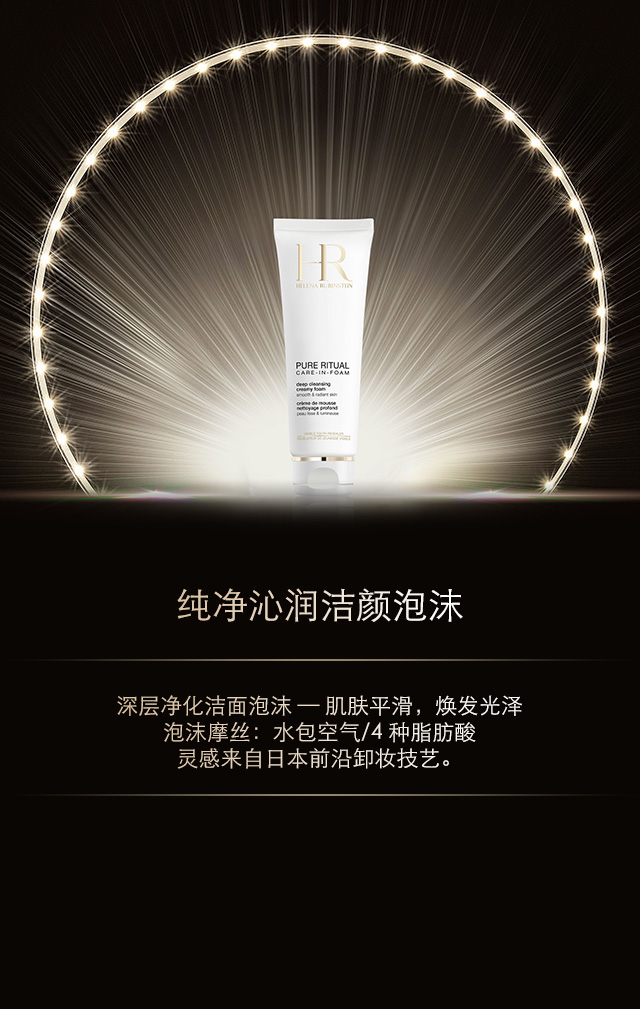 HR
HELENA RUBINSTEIN
PURE RITUAL
CARE-IN-FOAM
deep cleansing
creamy foam
smooth & radiant skin
crème de mousse
nettoyage profond
peau lisse & lumineuse
纯净沁润洁颜泡沫
深层净化洁面泡沫 — 肌肤平滑，焕发光泽
泡沫摩丝：水包空气/4 种脂肪酸
灵感来自日本前沿卸妆技艺。